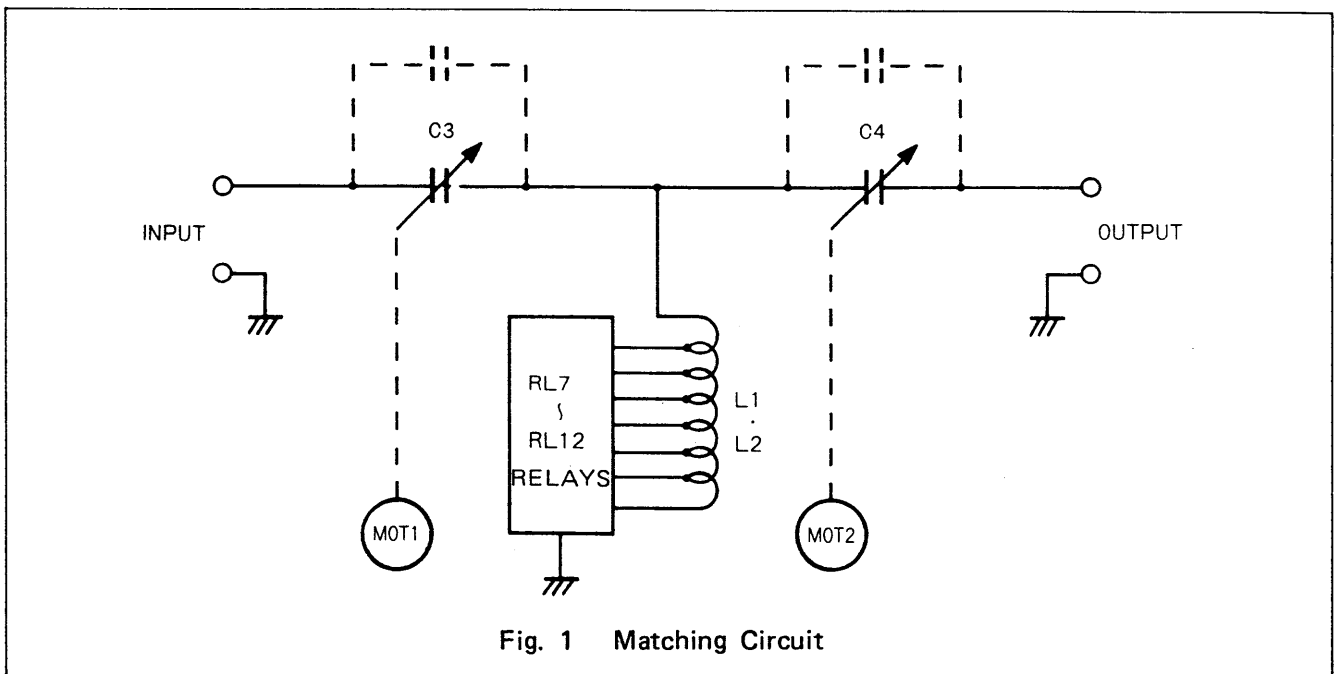 C3
C4
INPUT
OUTPUT
RL7
∫
RL12
RELAYS
L1
·
L2
MOT1
MOT2
Fig. 1 Matching Circuit